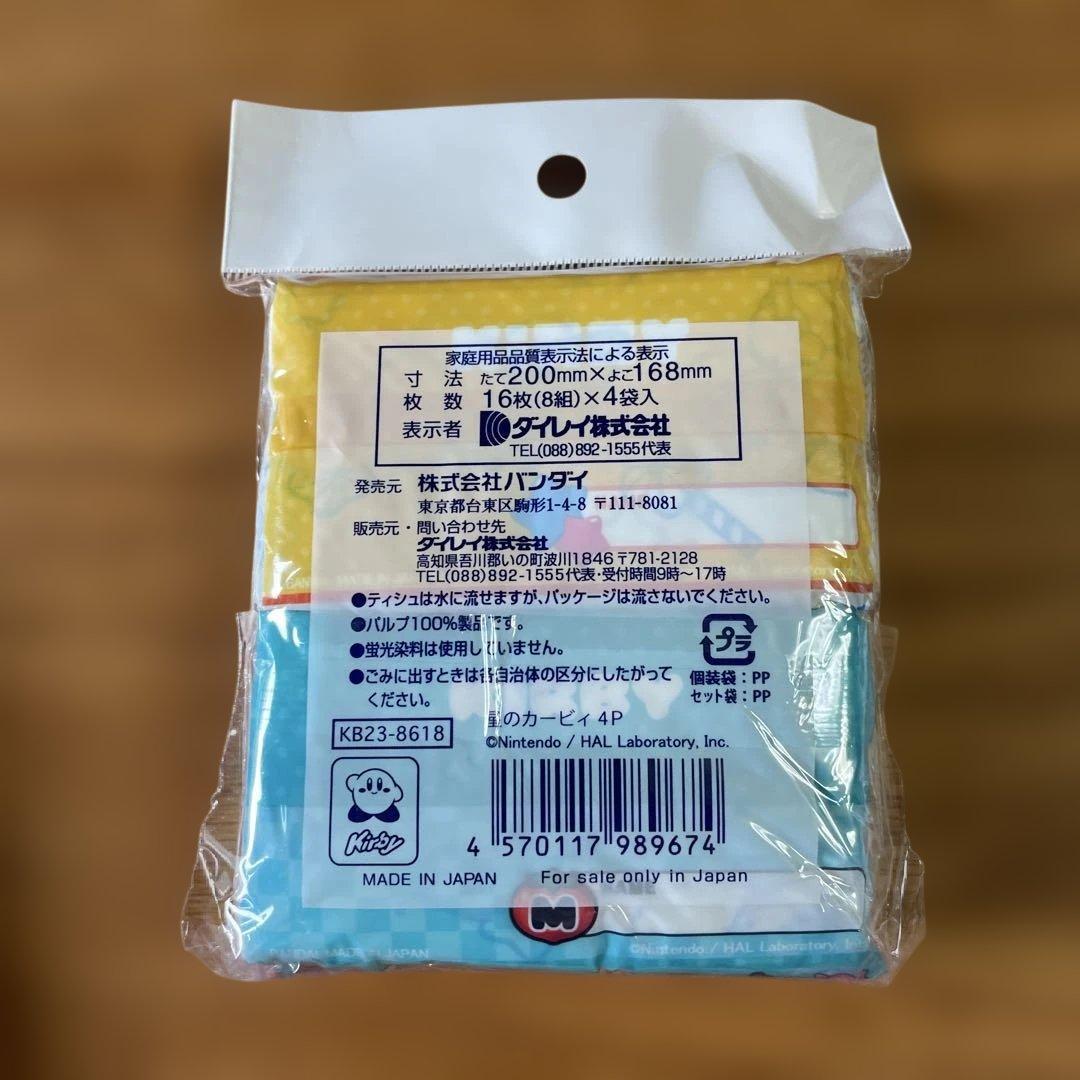 家庭用品品質表示法による表示
寸法 たて200mm×よこ168mm
枚数 16枚(8組)×4袋入
表示者 ダイレイ株式会社
TEL(088)892-1555代表
発売元 株式会社バンダイ
東京都台東区駒形1-4-8 〒111-8081
販売元・問い合わせ先
ダイレイ株式会社
高知県吾川郡いの町波川1846 〒781-2128
TEL(088)892-1555代表・受付時間9時〜17時
●ティシュは水に流せますが、パッケージは流さないでください。
●パルプ100%製品です。
●蛍光染料は使用していません。
●ごみに出すときは各自治体の区分にしたがって
ください。
プラ
個装袋:PP
セット袋:PP
KB23-8618
星のカービィ 4P
©Nintendo / HAL Laboratory, Inc.
Kirby
4 570117 989674
MADE IN JAPAN For sale only in Japan
M
NAME
BANDAI MADE IN JAPAN
©Nintendo / HAL Laboratory, Inc.